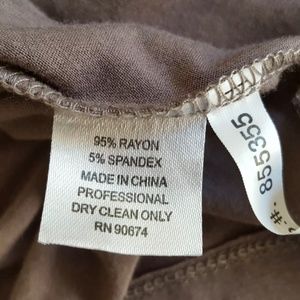 95% RAYON
5% SPANDEX
MADE IN CHINA
PROFESSIONAL
DRY CLEAN ONLY
RN 90674
#: 855355